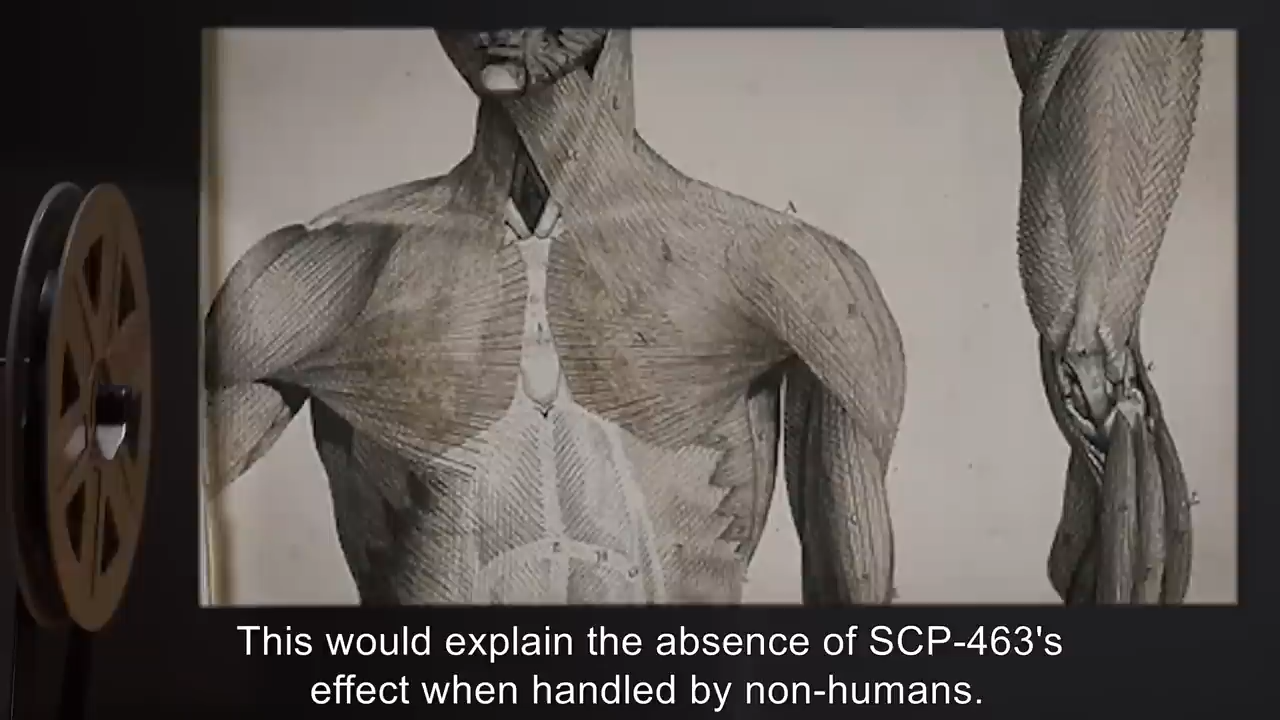 This would explain the absence of SCP-463's
effect when handled by non-humans.